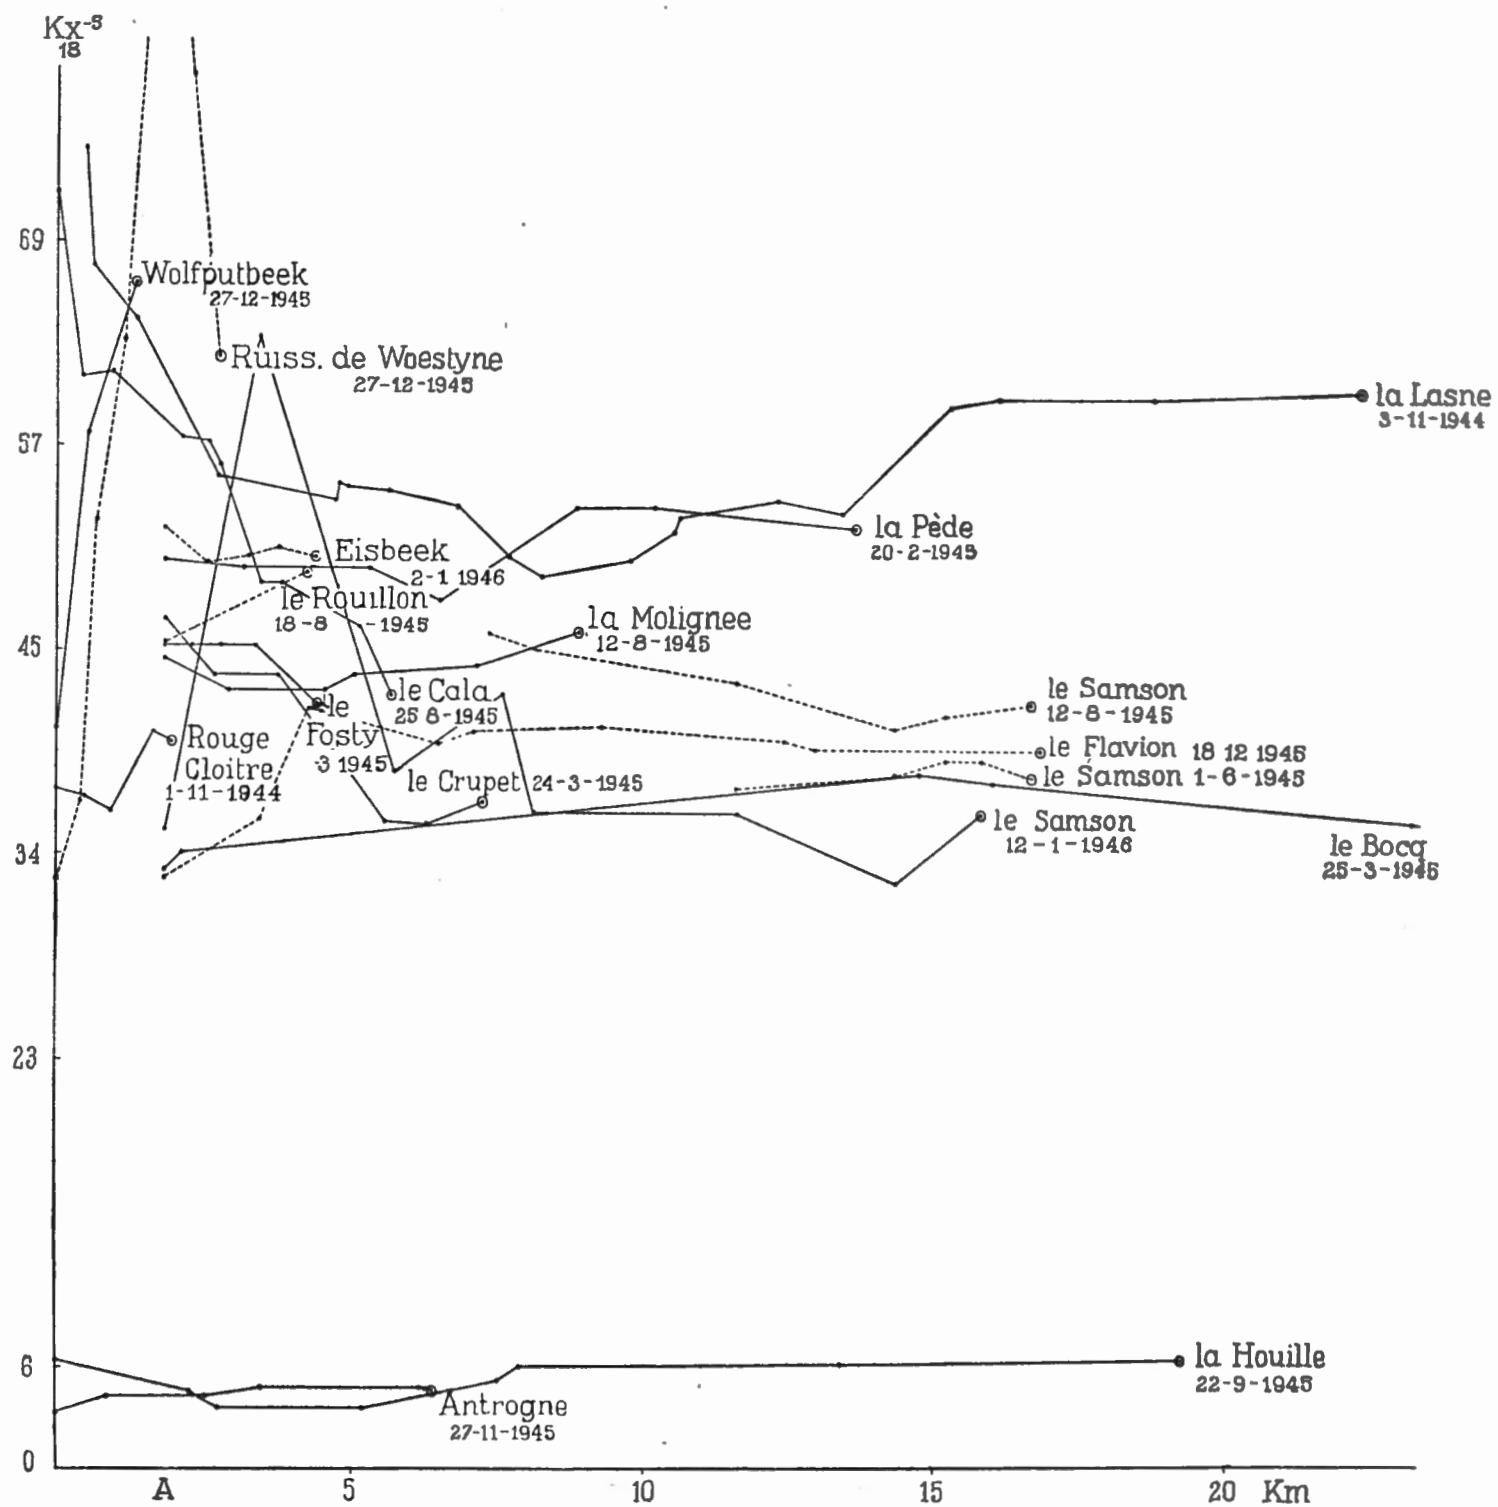 Kx-5
18
69
Wolfputbeek
27-12-1945
Ruiss. de Woestyne
27-12-1945
la Lasne
3-11-1944
57
la Pède
20-2-1945
Eisbeek
2-1 1946
le Rouillon
18-8 -1945
45
la Molignee
12-8-1945
le Cala
25 8-1945
le Samson
12-8-1945
le
Fosty
-3 1945
Rouge
Cloitre
1-11-1944
le Flavion 18 12 1945
le Crupet 24-3-1945
le Samson 1-6-1945
le Samson
12-1-1946
34
le Bocq
25-3-1945
23
6
la Houille
22-9-1945
Antrogne
27-11-1945
0
A 5 10 15 20 Km